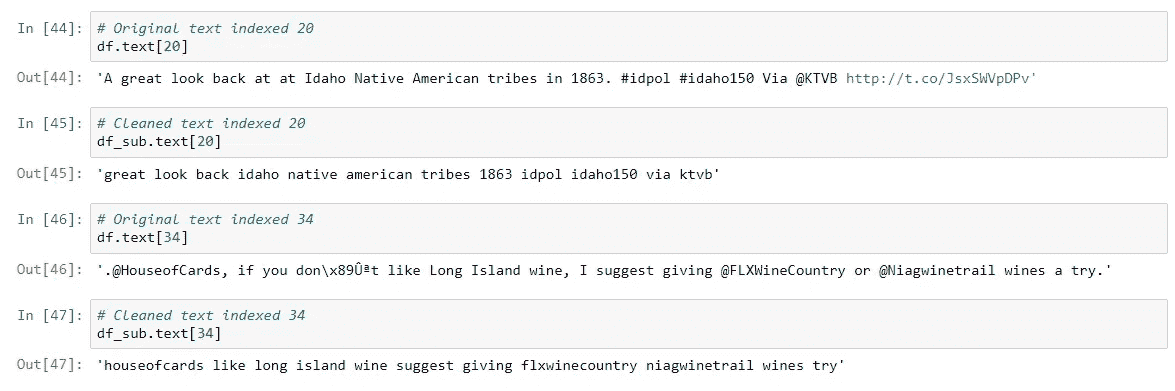 In [44]: # Original text indexed 20
df.text[20]
Out[44]: 'A great look back at at Idaho Native American tribes in 1863. #idpol #idaho150 Via @KTVB http://t.co/JsxSWVpDPv'
In [45]: # Cleaned text indexed 20
df_sub.text[20]
Out[45]: 'great look back idaho native american tribes 1863 idpol idaho150 via ktvb'
In [46]: # Original text indexed 34
df.text[34]
Out[46]: '.@HouseofCards, if you don\x89Ûªt like Long Island wine, I suggest giving @FLXWineCountry or @Niagwinetrail wines a try.'
In [47]: # Cleaned text indexed 34
df_sub.text[34]
Out[47]: 'houseofcards like long island wine suggest giving flxwinecountry niagwinetrail wines try'